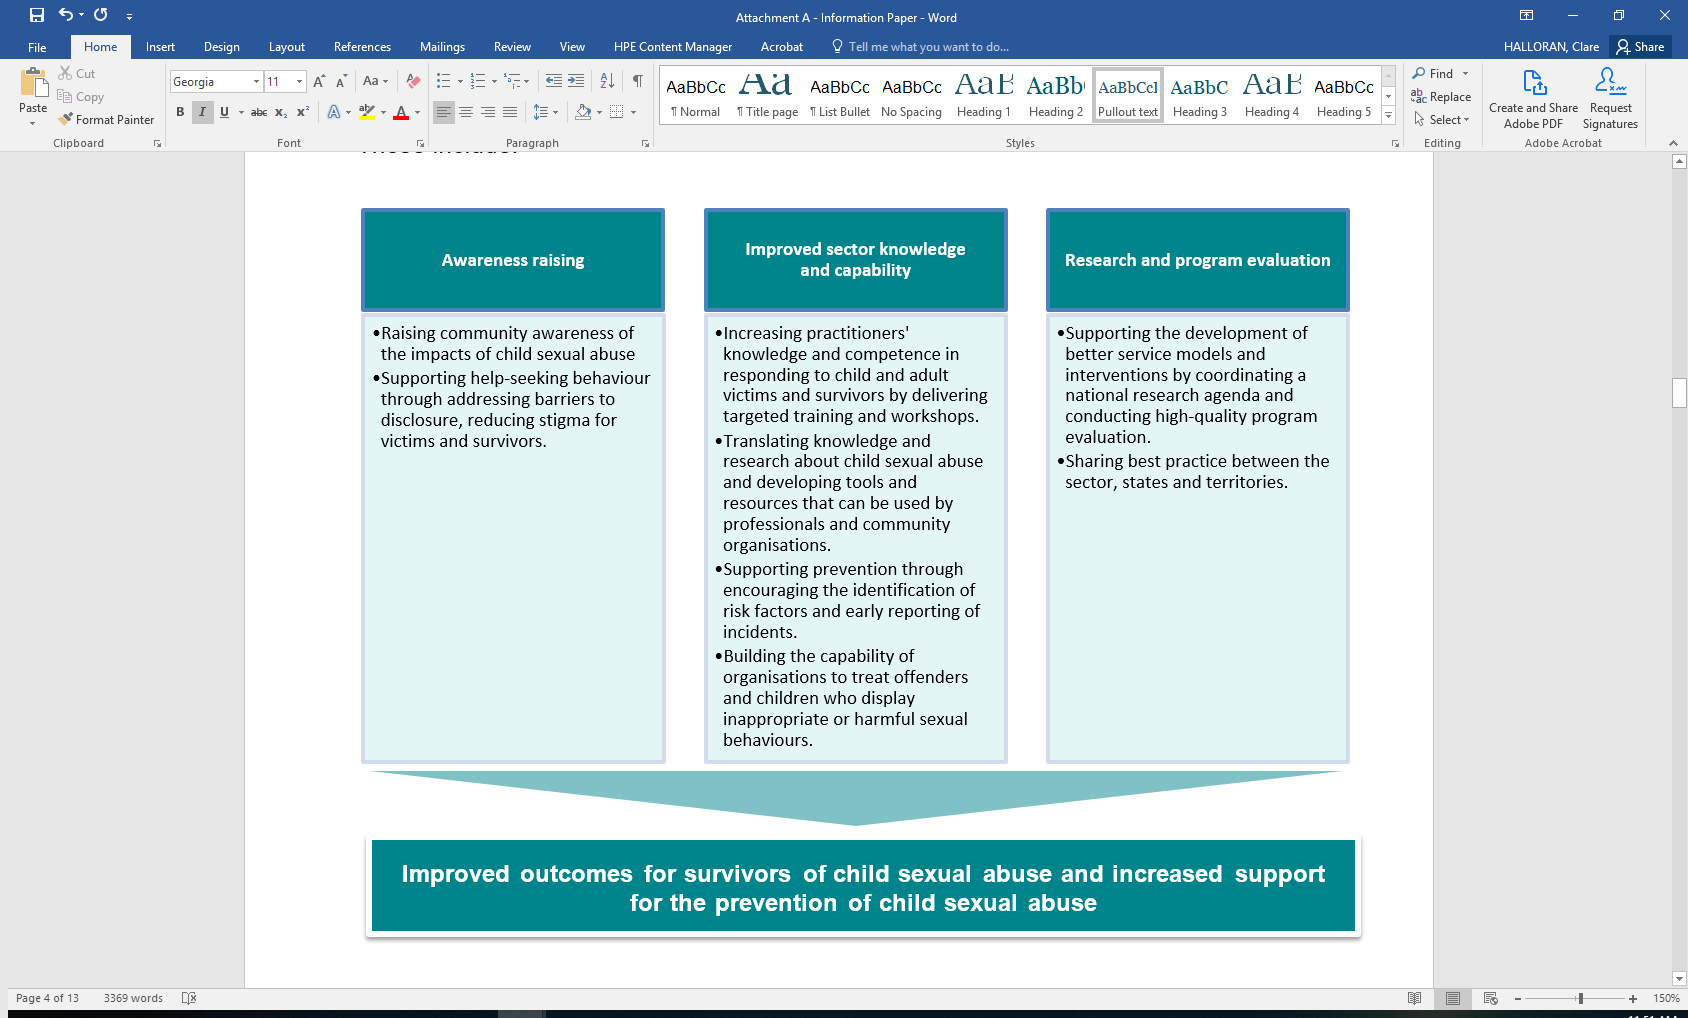 Attachment A - Information Paper - Word
File Home Insert Design Layout References Mailings Review View HPE Content Manager Acrobat Tell me what you want to do... HALLORAN, Clare Share
Paste
Cut
Copy
Format Painter
Clipboard
Georgia 11
Font
Paragraph
AaBbCc AaBbCc AaBbCc AaBbCcI AaBbC AaBbCc
¶ Normal ¶ Title page ¶ List Bullet No Spacing Heading 1 Heading 2 Pullout text Heading 3 Heading 4 Heading 5
Styles
Find
Replace
Select
Editing
Create and Share
Adobe PDF
Request
Signatures
Adobe Acrobat
Awareness raising
•Raising community awareness of
the impacts of child sexual abuse
•Supporting help-seeking behaviour
through addressing barriers to
disclosure, reducing stigma for
victims and survivors.
Improved sector knowledge
and capability
•Increasing practitioners'
knowledge and competence in
responding to child and adult
victims and survivors by delivering
targeted training and workshops.
•Translating knowledge and
research about child sexual abuse
and developing tools and
resources that can be used by
professionals and community
organisations.
•Supporting prevention through
encouraging the identification of
risk factors and early reporting of
incidents.
•Building the capability of
organisations to treat offenders
and children who display
inappropriate or harmful sexual
behaviours.
Research and program evaluation
•Supporting the development of
better service models and
interventions by coordinating a
national research agenda and
conducting high-quality program
evaluation.
•Sharing best practice between the
sector, states and territories.
Improved outcomes for survivors of child sexual abuse and increased support
for the prevention of child sexual abuse
Page 4 of 13 3369 words 150%